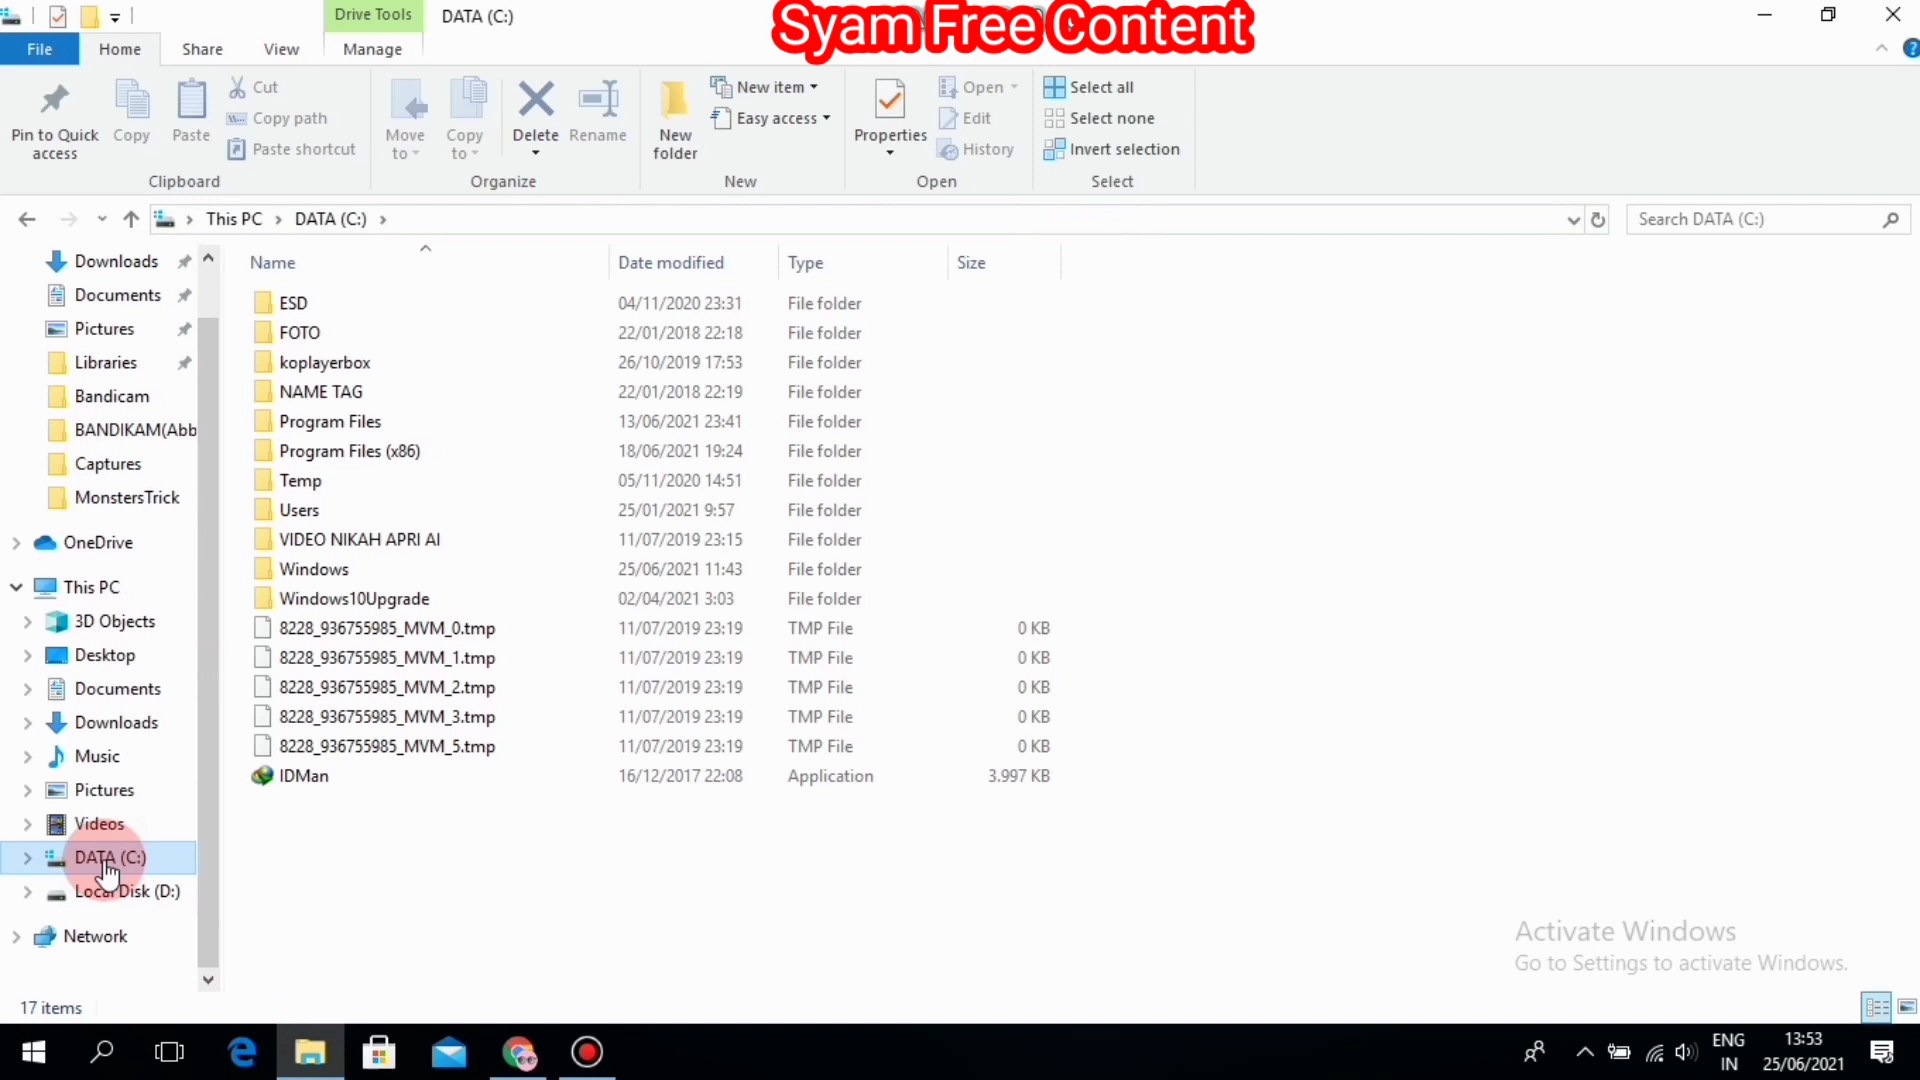 Drive Tools
DATA (C:)
Syam Free Content
File
Home
Share
View
Manage
Pin to Quick access
Copy
Paste
Cut
Copy path
Paste shortcut
Clipboard
Move to
Copy to
Delete
Rename
Organize
New folder
New item
Easy access
New
Properties
Open
Edit
History
Open
Select all
Select none
Invert selection
Select
This PC
DATA (C:)
Search DATA (C:)
Downloads
Documents
Pictures
Libraries
Bandicam
BANDIKAM(Abb
Captures
MonstersTrick
OneDrive
This PC
3D Objects
Desktop
Documents
Downloads
Music
Pictures
Videos
DATA (C:)
Local Disk (D:)
Network
Name Date modified Type Size
ESD 04/11/2020 23:31 File folder
FOTO 22/01/2018 22:18 File folder
koplayerbox 26/10/2019 17:53 File folder
NAME TAG 22/01/2018 22:19 File folder
Program Files 13/06/2021 23:41 File folder
Program Files (x86) 18/06/2021 19:24 File folder
Temp 05/11/2020 14:51 File folder
Users 25/01/2021 9:57 File folder
VIDEO NIKAH APRI AI 11/07/2019 23:15 File folder
Windows 25/06/2021 11:43 File folder
Windows10Upgrade 02/04/2021 3:03 File folder
8228_936755985_MVM_0.tmp 11/07/2019 23:19 TMP File 0 KB
8228_936755985_MVM_1.tmp 11/07/2019 23:19 TMP File 0 KB
8228_936755985_MVM_2.tmp 11/07/2019 23:19 TMP File 0 KB
8228_936755985_MVM_3.tmp 11/07/2019 23:19 TMP File 0 KB
8228_936755985_MVM_5.tmp 11/07/2019 23:19 TMP File 0 KB
IDMan 16/12/2017 22:08 Application 3.997 KB
Activate Windows
Go to Settings to activate Windows.
17 items
ENG
IN
13:53
25/06/2021